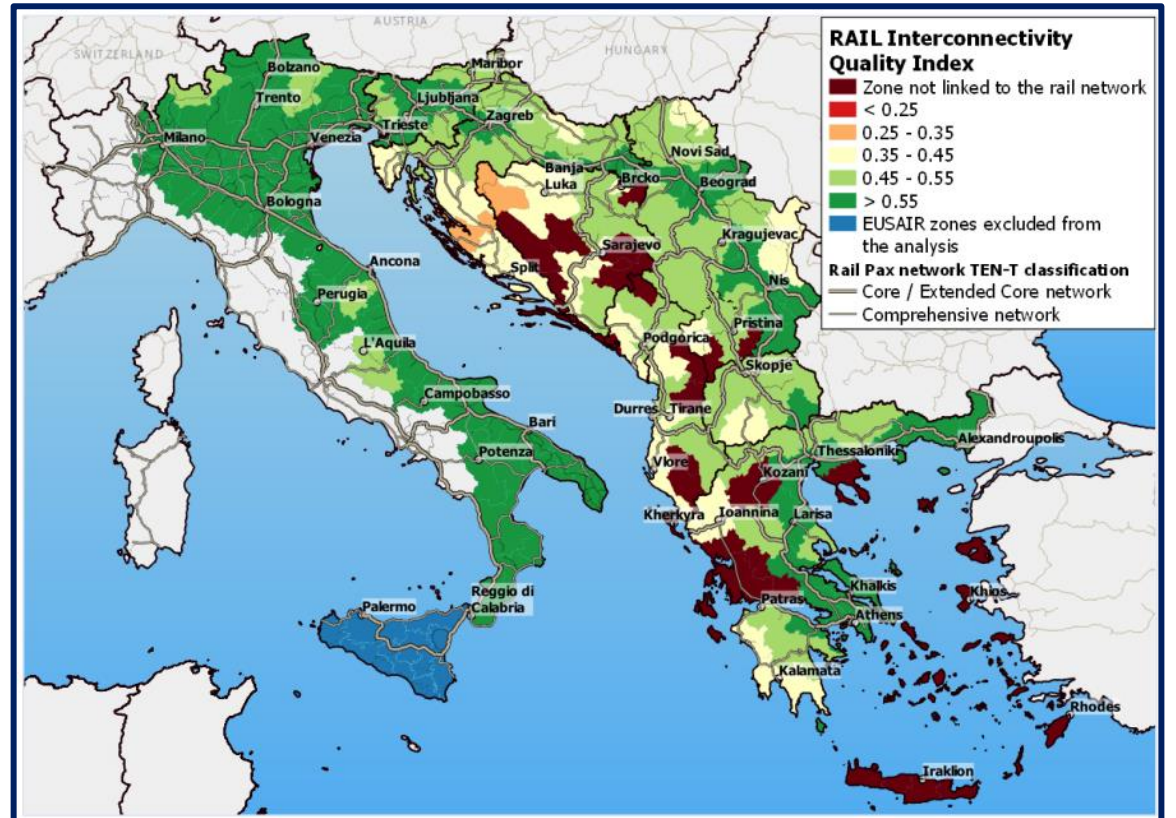 AUSTRIA
SWITZERLAND
HUNGARY
RAIL Interconnectivity
Quality Index
Zone not linked to the rail network
< 0.25
0.25 - 0.35
0.35 - 0.45
0.45 - 0.55
> 0.55
EUSAIR zones excluded from
the analysis
Rail Pax network TEN-T classification
Core / Extended Core network
Comprehensive network
Maribor
Bolzano
Trento
Ljubljana
Zagreb
Milano
Venezia
Trieste
Novi Sad
Banja
Luka
Brcko
Beograd
Bologna
Kragujevac
Sarajevo
Ancona
Split
Nis
Perugia
Pristina
L'Aquila
Podgorica
Skopje
Campobasso
Durres
Tirane
Bari
Alexandroupolis
Potenza
Thessaloniki
Vlore
Kozani
Kherkyra
Ioannina
Larisa
Reggio di
Calabria
Khalkis
Palermo
Patras
Khios
Athens
Kalamata
Rhodes
Iraklion